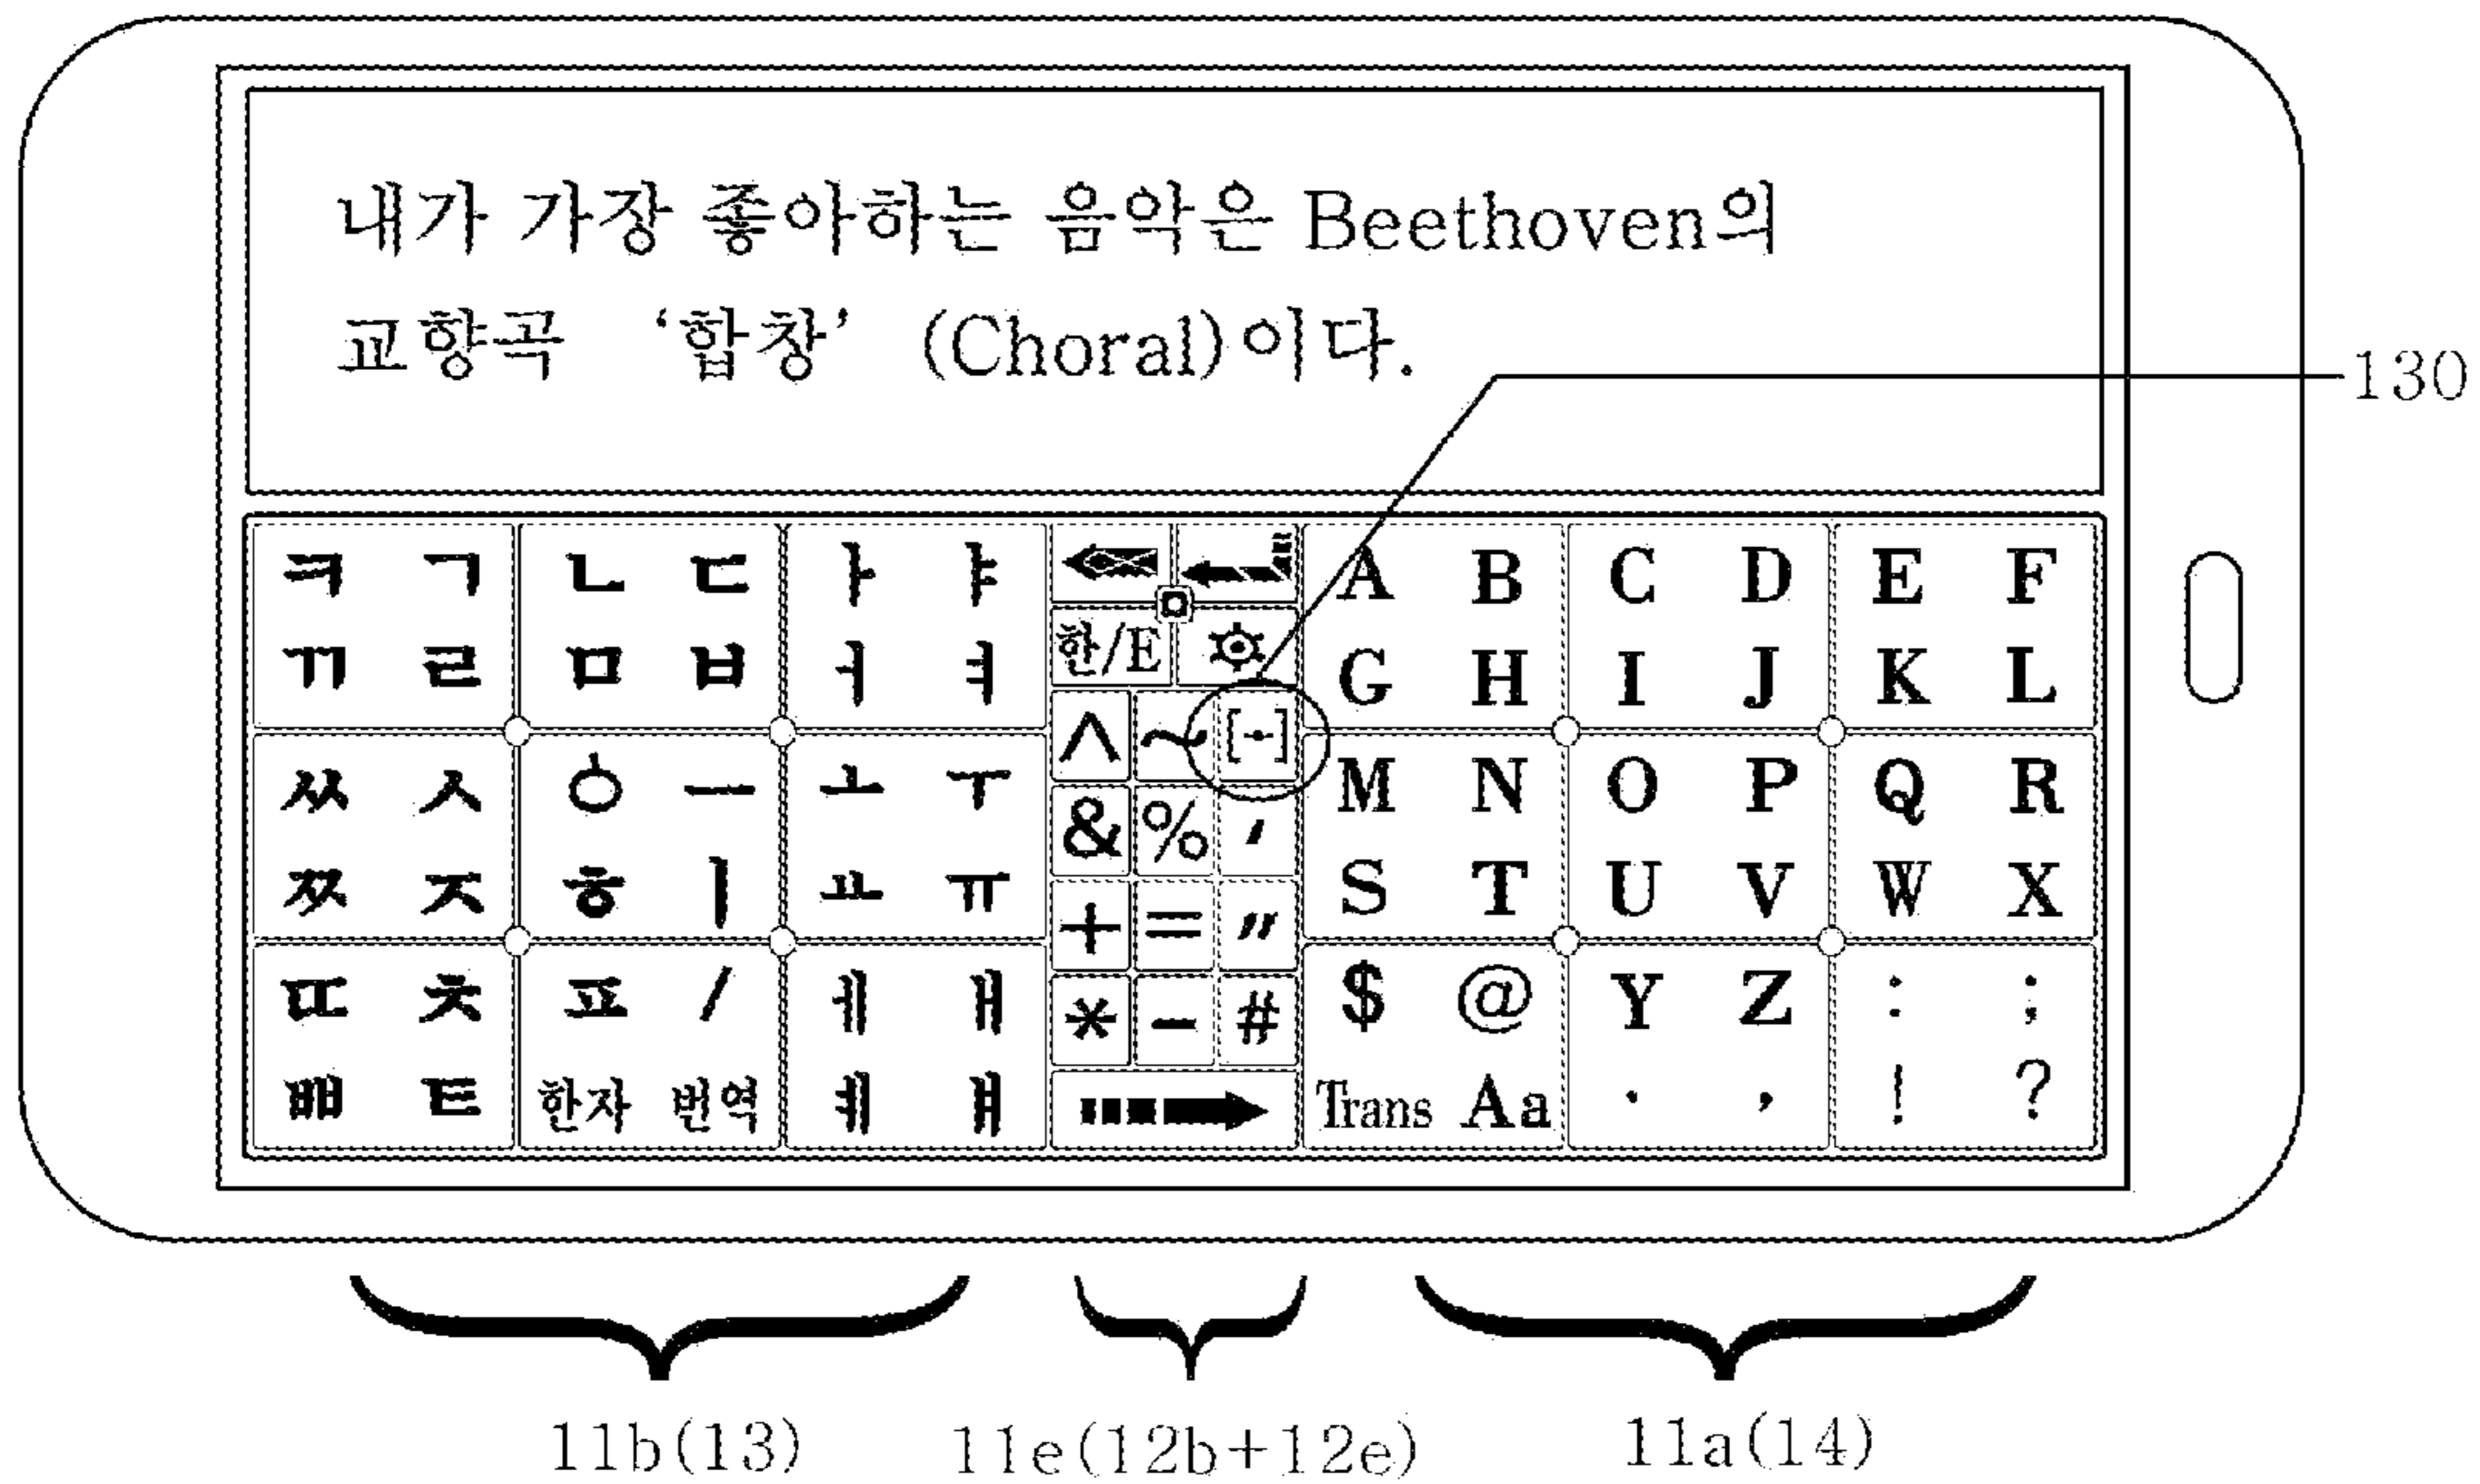 내가 가장 좋아하는 음악은 Beethoven의
교향곡 ‘합창’ (Choral)이다.
130
ㅋ ㄱ ㄴ ㄷ ㅏ ㅑ A B C D E F
ㄲ ㄹ ㅁ ㅂ ㅓ ㅕ 한/E G H I J K L
^ ~ [·]
ㅆ ㅅ ㅇ ㅡ ㅗ ㅜ & % ′ M N O P Q R
ㅉ ㅈ ㅎ ㅣ ㅛ ㅠ + = ″ S T U V W X
ㄸ ㅊ ㅍ / ㅔ ㅐ * - # $ @ Y Z : ;
ㅃ ㅌ 한자 번역 ㅖ ㅒ Trans Aa . , ! ?
11b(13) 11e(12b+12e) 11a(14)